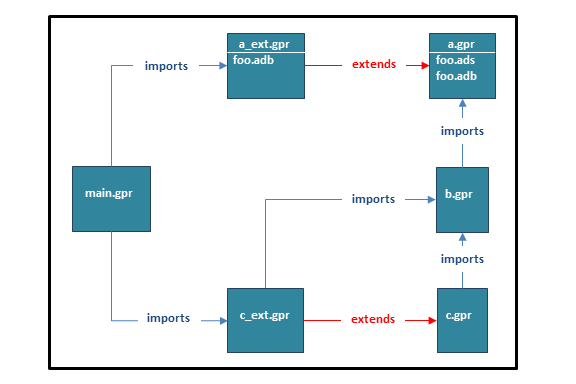 a_ext.gpr
foo.adb
imports
extends
a.gpr
foo.ads
foo.adb
imports
main.gpr
imports
b.gpr
imports
imports
c_ext.gpr
extends
c.gpr